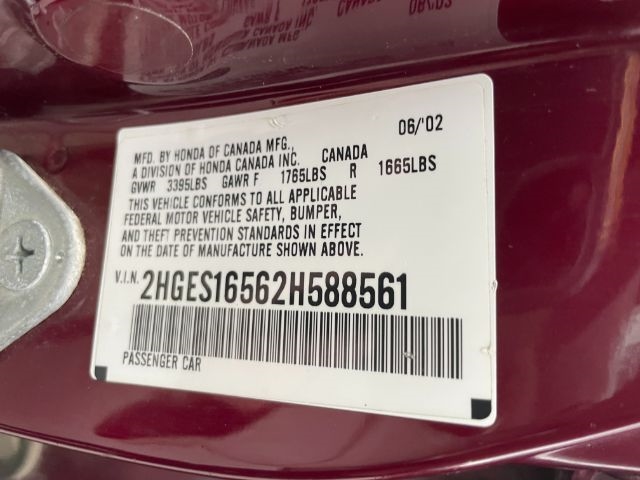 MFD. BY HONDA OF CANADA MFG., 06/'02
A DIVISION OF HONDA CANADA INC. CANADA
GVWR 3395LBS GAWR F 1765LBS R 1665LBS
THIS VEHICLE CONFORMS TO ALL APPLICABLE
FEDERAL MOTOR VEHICLE SAFETY, BUMPER,
AND THEFT PREVENTION STANDARDS IN EFFECT
ON THE DATE OF MANUFACTURE SHOWN ABOVE.
V.I.N. 2HGES16562H588561
PASSENGER CAR